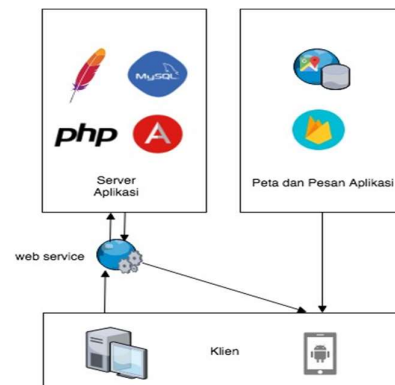 MySQL
php
A
Server
Aplikasi
Peta dan Pesan Aplikasi
web service
Klien